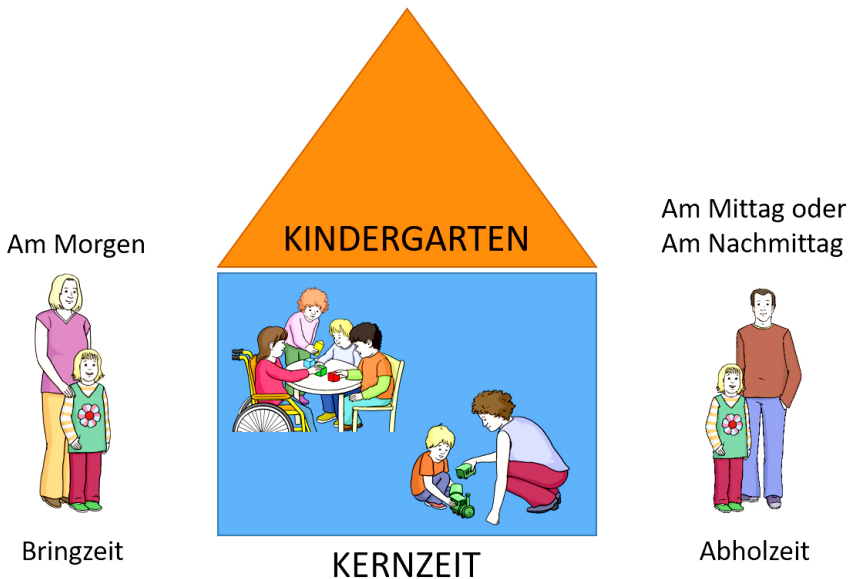 KINDERGARTEN
Am Morgen
Bringzeit
KERNZEIT
Am Mittag oder
Am Nachmittag
Abholzeit